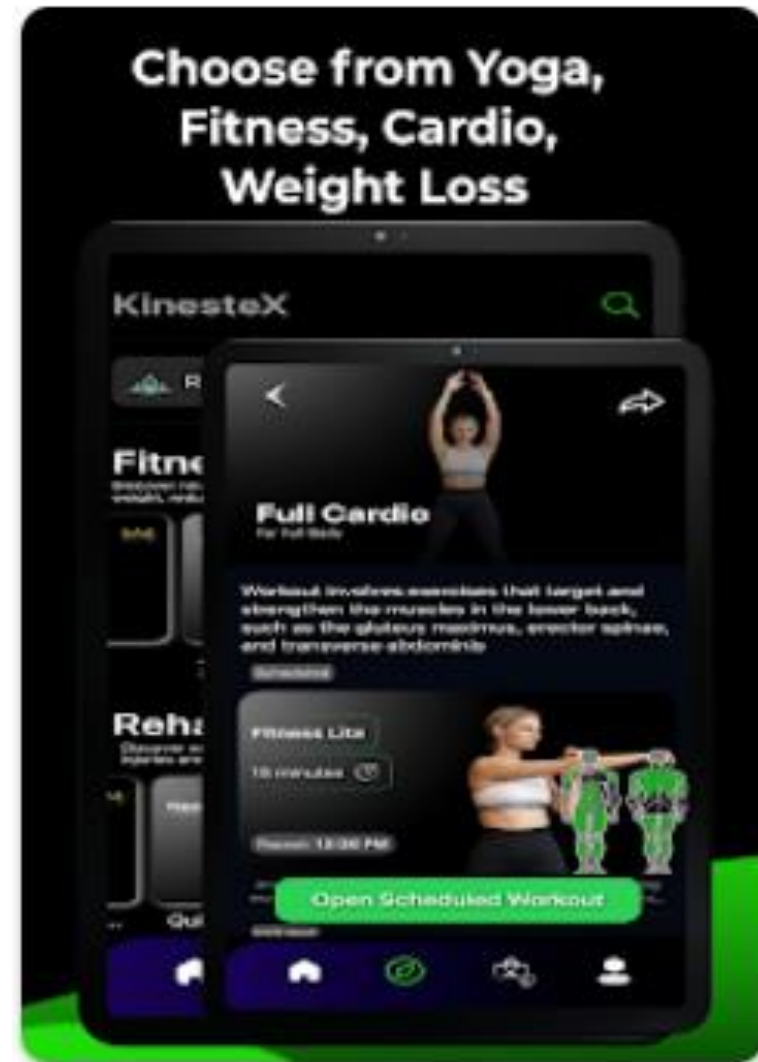 Choose from Yoga,
Fitness, Cardio,
Weight Loss
KinesteX
R
Fitne
Full Cardio
For Full Body
Workout involves exercises that target and
strengthen the muscles in the lower back,
such as the gluteus maximus, erector spinae,
and transverse abdominis
Scheduled
Reha
Fitness Lite
15 minutes
12:00 PM
Open Scheduled Workout
Qui